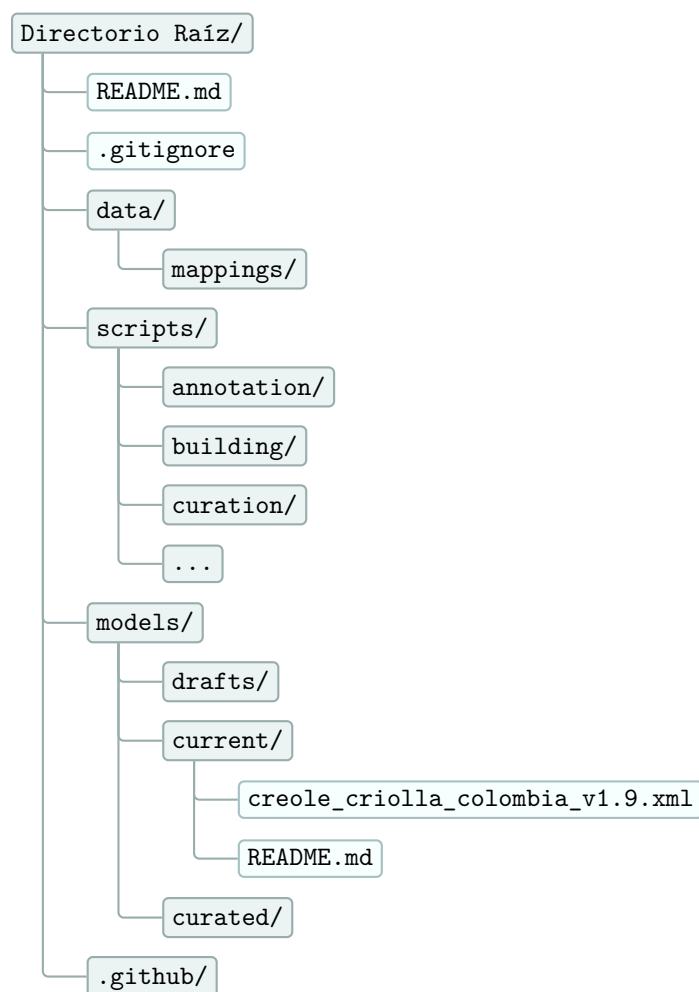 Directorio Raíz/
README.md
.gitignore
data/
mappings/
scripts/
annotation/
building/
curation/
...
models/
drafts/
current/
creole_criolla_colombia_v1.9.xml
README.md
curated/
.github/